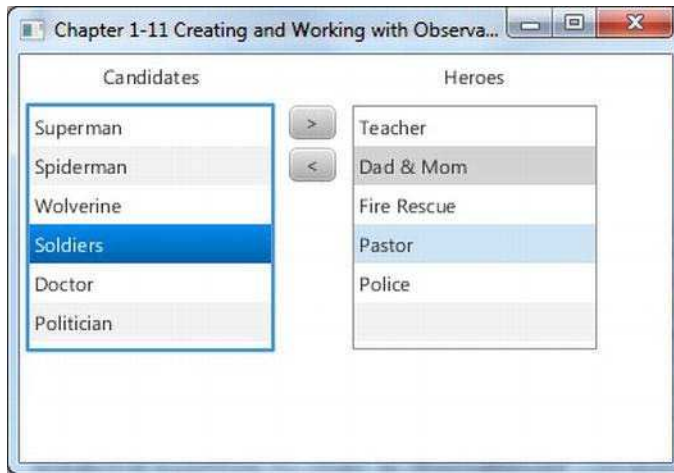 Chapter 1-11 Creating and Working with Observa...
Candidates
Heroes
Superman
Spiderman
Wolverine
Soldiers
Doctor
Politician
>
<
Teacher
Dad & Mom
Fire Rescue
Pastor
Police